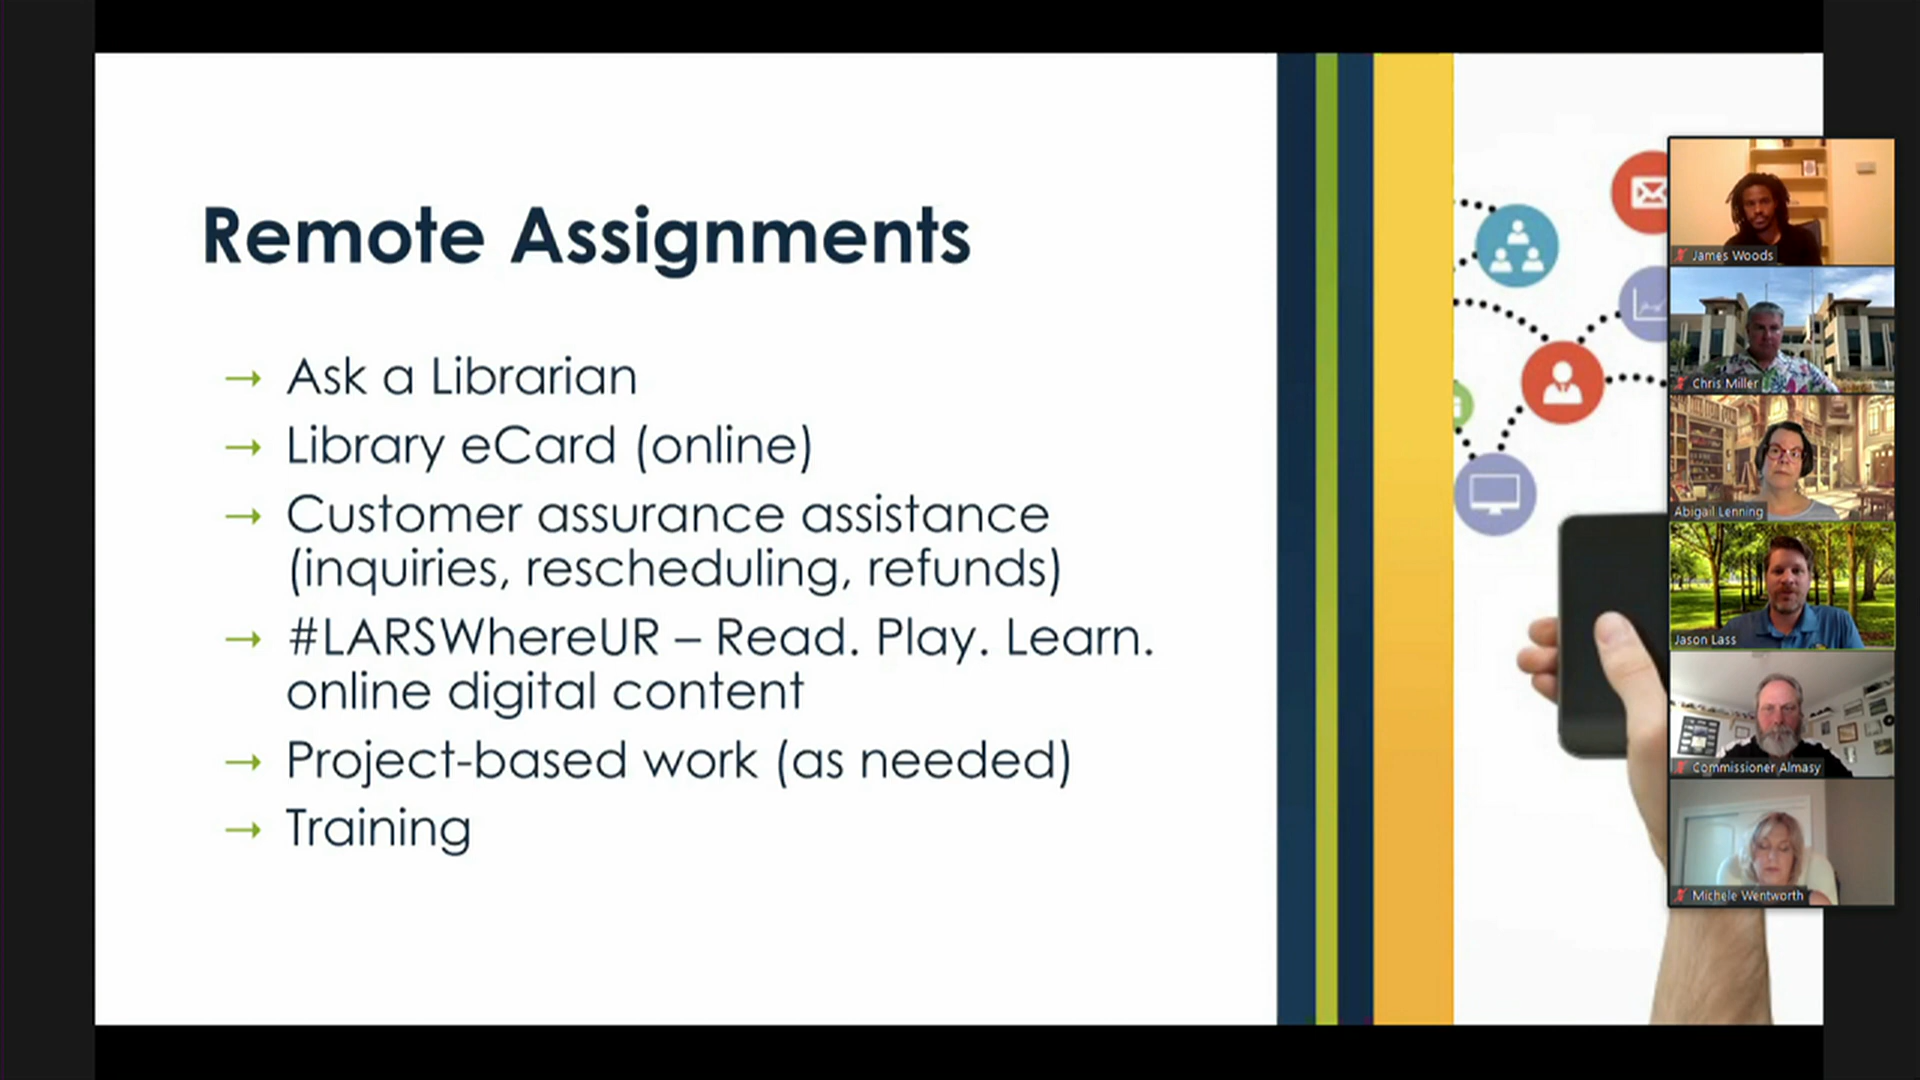 Remote Assignments
→ Ask a Librarian
→ Library eCard (online)
→ Customer assurance assistance
(inquiries, rescheduling, refunds)
→ #LARSWhereUR – Read. Play. Learn.
online digital content
→ Project-based work (as needed)
→ Training
James Woods
Chris Miller
Abigail Lenning
Jason Lass
Commissioner Almasy
Michele Wentworth